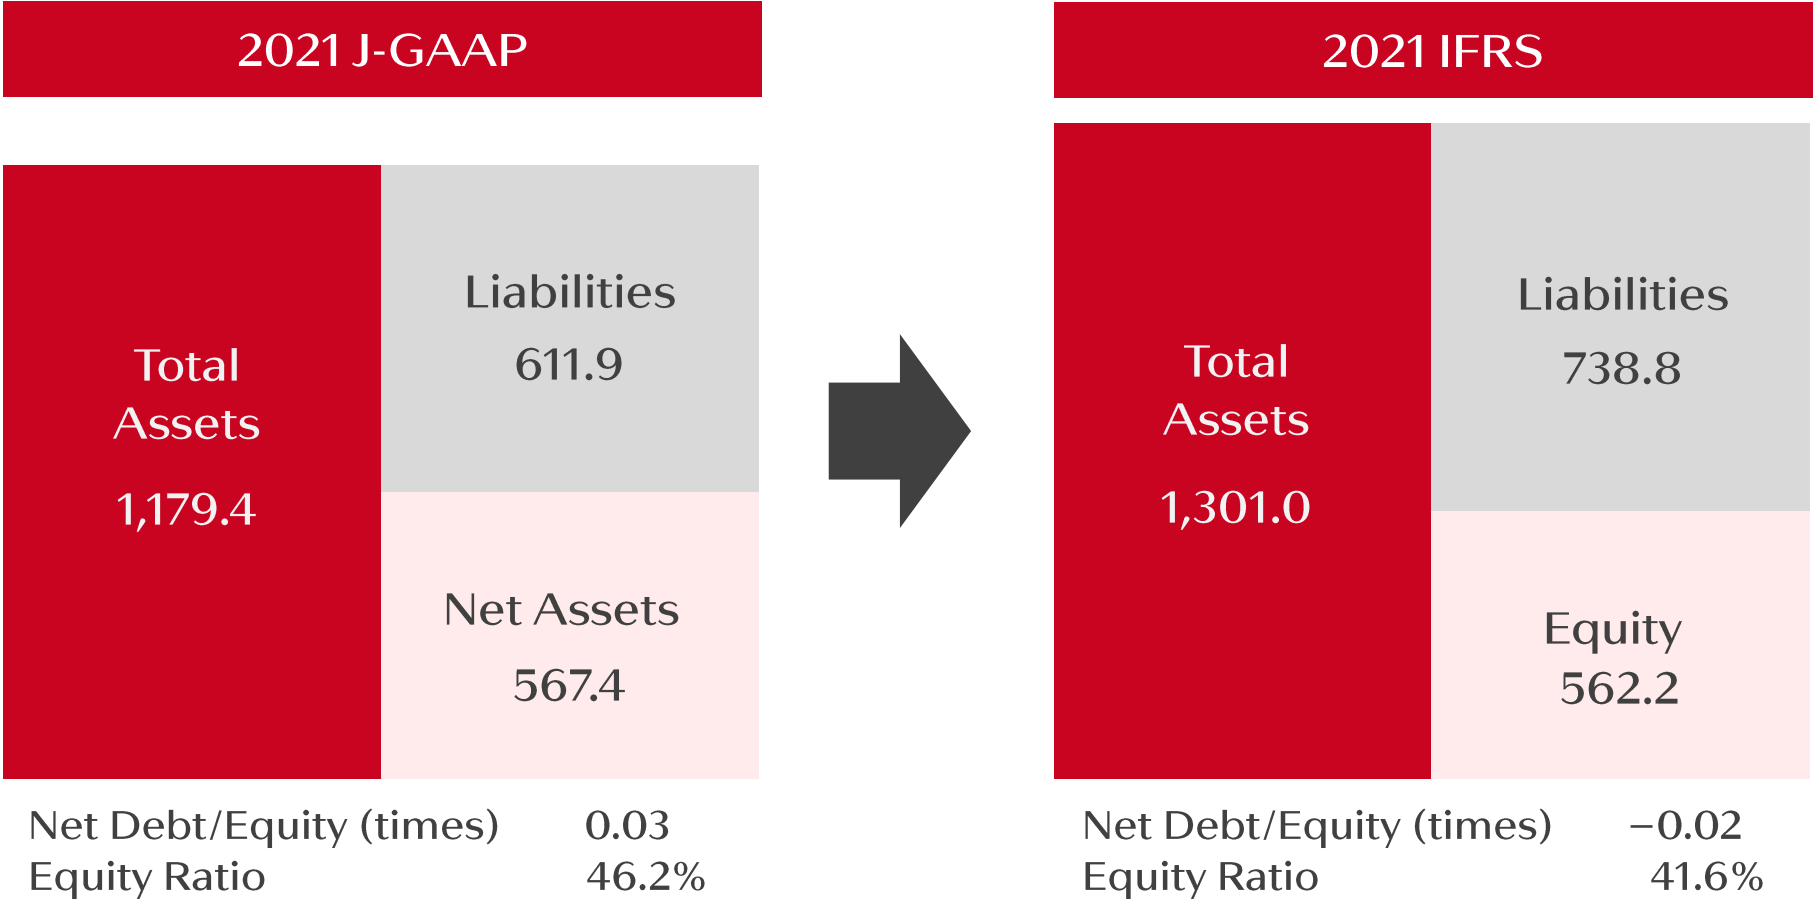 2021 J-GAAP
Total
Assets
1,179.4
Liabilities
611.9
Net Assets
567.4
Net Debt/Equity (times) 0.03
Equity Ratio 46.2%
2021 IFRS
Total
Assets
1,301.0
Liabilities
738.8
Equity
562.2
Net Debt/Equity (times) −0.02
Equity Ratio 41.6%